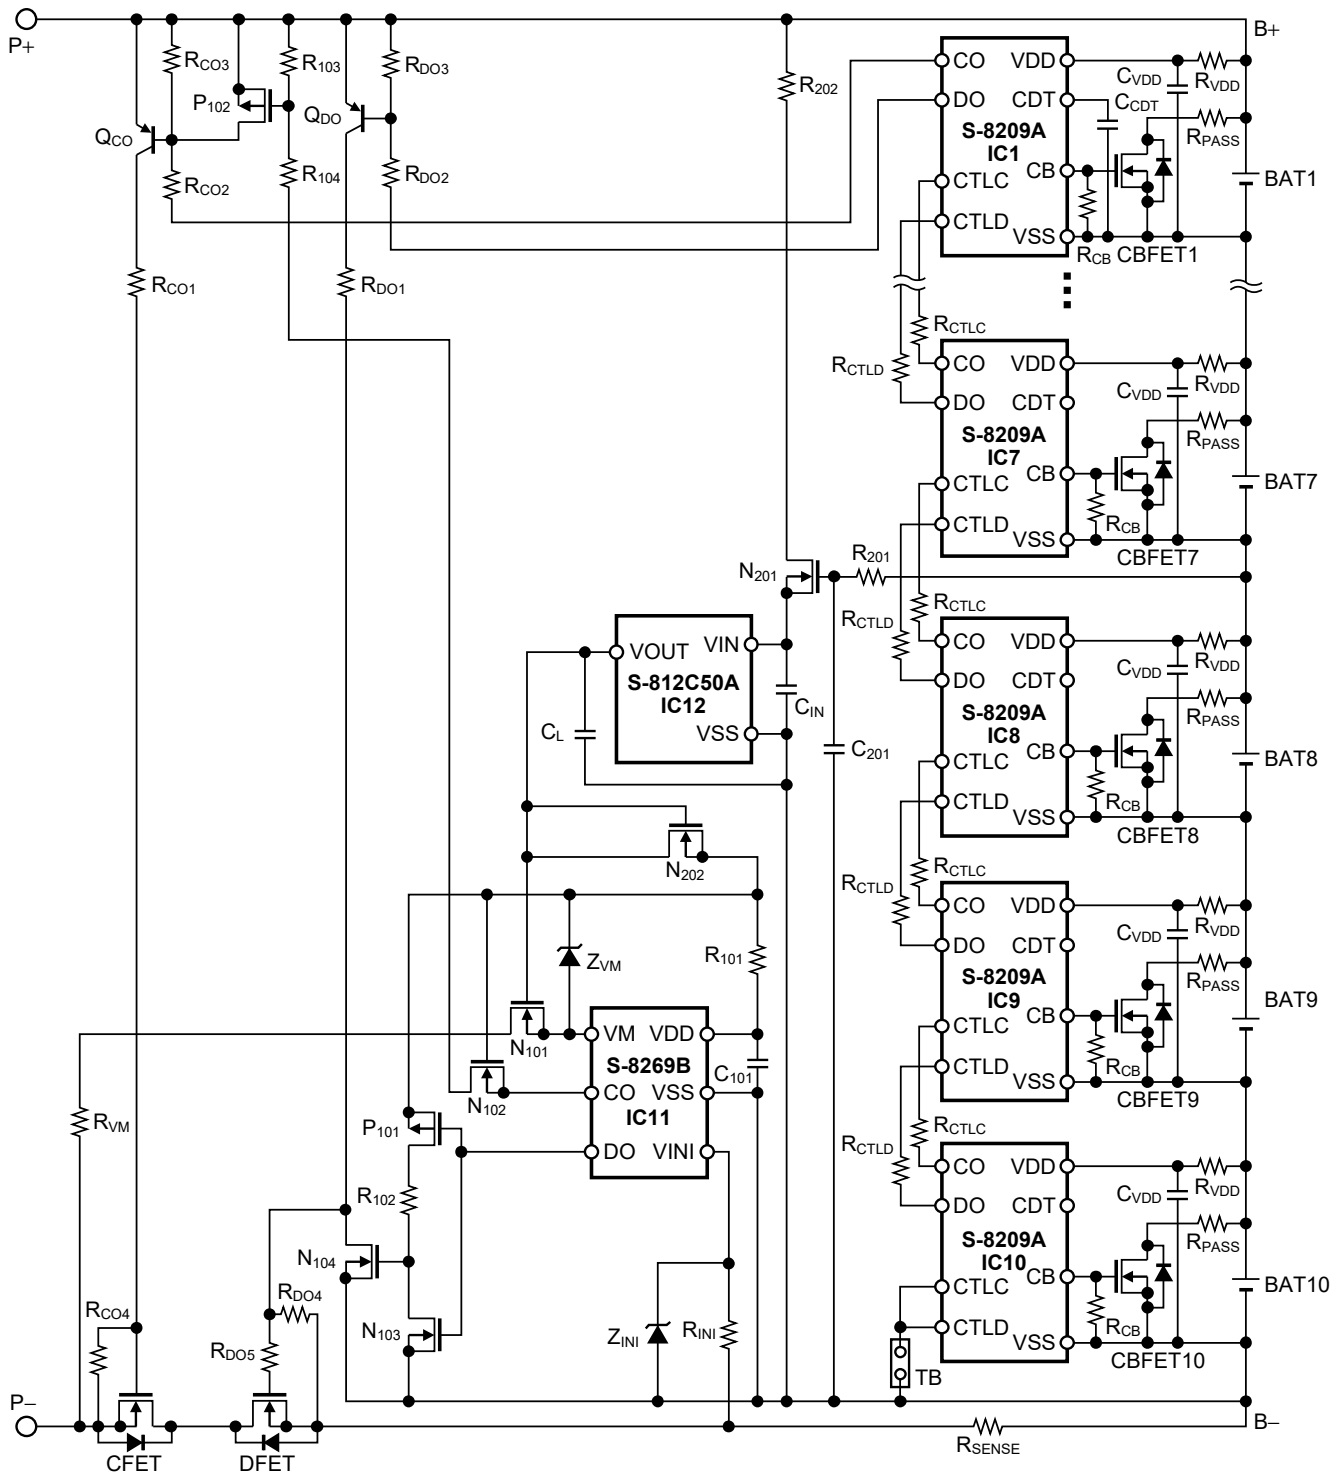 P+
B+
RCO3
R103
RDO3
P102
QDO
QCO
RCO2
R104
RDO2
RCO1
RDO1
R202
CO
VDD
DO
CDT
S-8209A
IC1
CB
CTLC
CTLD
VSS
CVDD
RVDD
CCDT
RPASS
BAT1
RCB
CBFET1
RCTLC
RCTLD
CO
VDD
DO
CDT
S-8209A
IC7
CB
CTLC
CTLD
VSS
CVDD
RVDD
RPASS
BAT7
RCB
CBFET7
N201
R201
RCTLC
RCTLD
VOUT
VIN
S-812C50A
IC12
VSS
CL
CIN
C201
CO
VDD
DO
CDT
S-8209A
IC8
CB
CTLC
CTLD
VSS
CVDD
RVDD
RPASS
BAT8
RCB
CBFET8
N202
RCTLC
RCTLD
ZVM
R101
CO
VDD
DO
CDT
S-8209A
IC9
CB
CTLC
CTLD
VSS
CVDD
RVDD
RPASS
BAT9
RCB
CBFET9
N101
N102
VM
VDD
S-8269B
CO
VSS
IC11
DO
VINI
C101
RVM
P101
R102
N104
N103
RCTLC
RCTLD
CO
VDD
DO
CDT
S-8209A
IC10
CB
CTLC
CTLD
VSS
CVDD
RVDD
RPASS
BAT10
RCB
CBFET10
RCO4
RDO4
RDO5
ZINI
RINI
TB
P−
B−
CFET
DFET
RSENSE